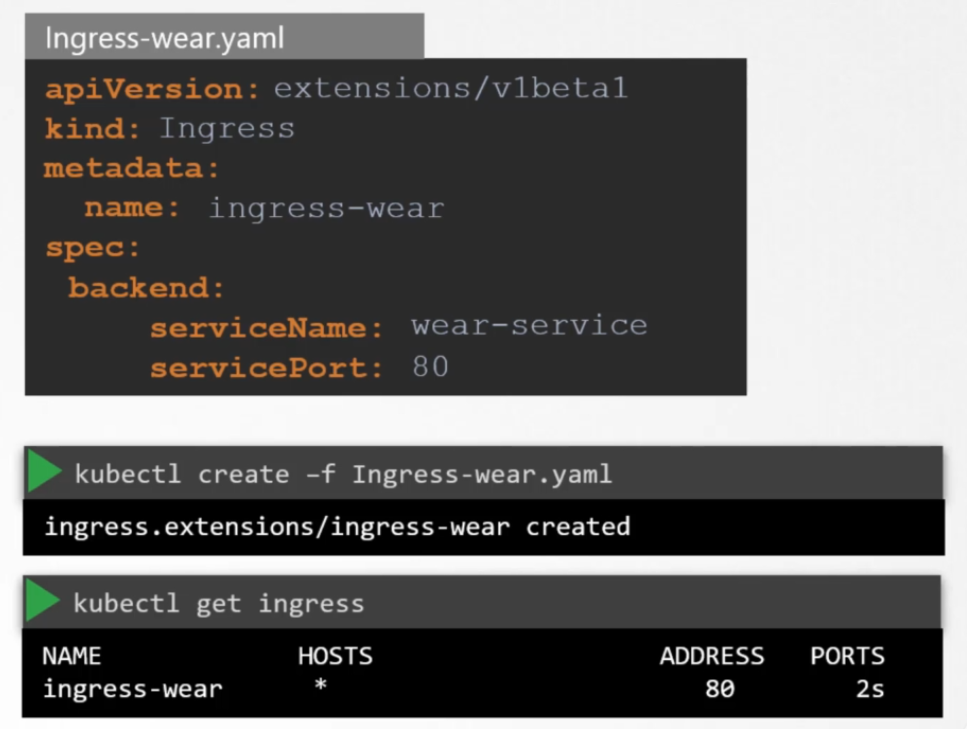 Ingress-wear.yaml
apiVersion: extensions/v1beta1
kind: Ingress
metadata:
  name: ingress-wear
spec:
  backend:
      serviceName: wear-service
      servicePort: 80
kubectl create –f Ingress-wear.yaml
ingress.extensions/ingress-wear created
kubectl get ingress
NAME HOSTS ADDRESS PORTS
ingress-wear * 80 2s